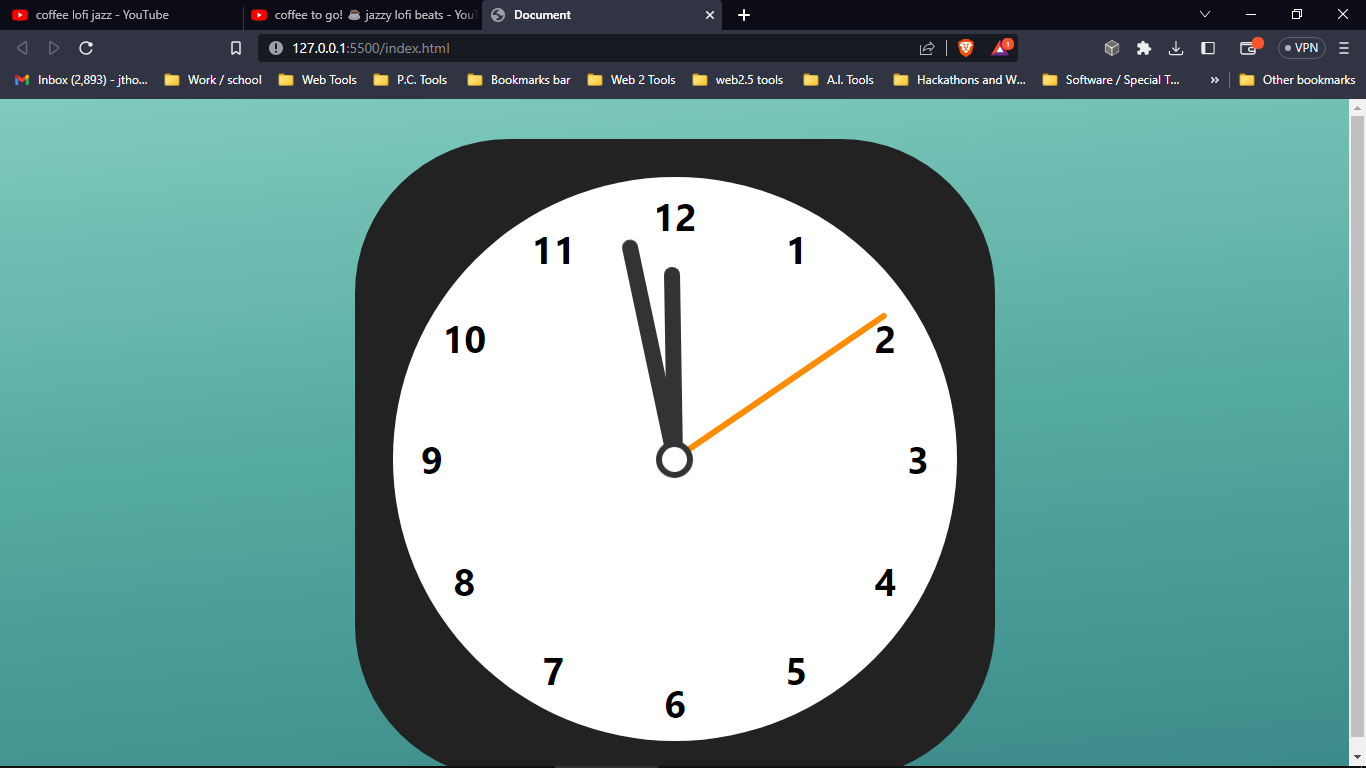 coffee lofi jazz - YouTube
coffee to go! ☕ jazzy lofi beats - YouT
Document
127.0.0.1:5500/index.html
1
VPN
Inbox (2,893) - jtho...
Work / school
Web Tools
P.C. Tools
Bookmarks bar
Web 2 Tools
web2.5 tools
A.I. Tools
Hackathons and W...
Software / Special T...
»
Other bookmarks
12
11
1
10
2
9
3
8
4
7
5
6